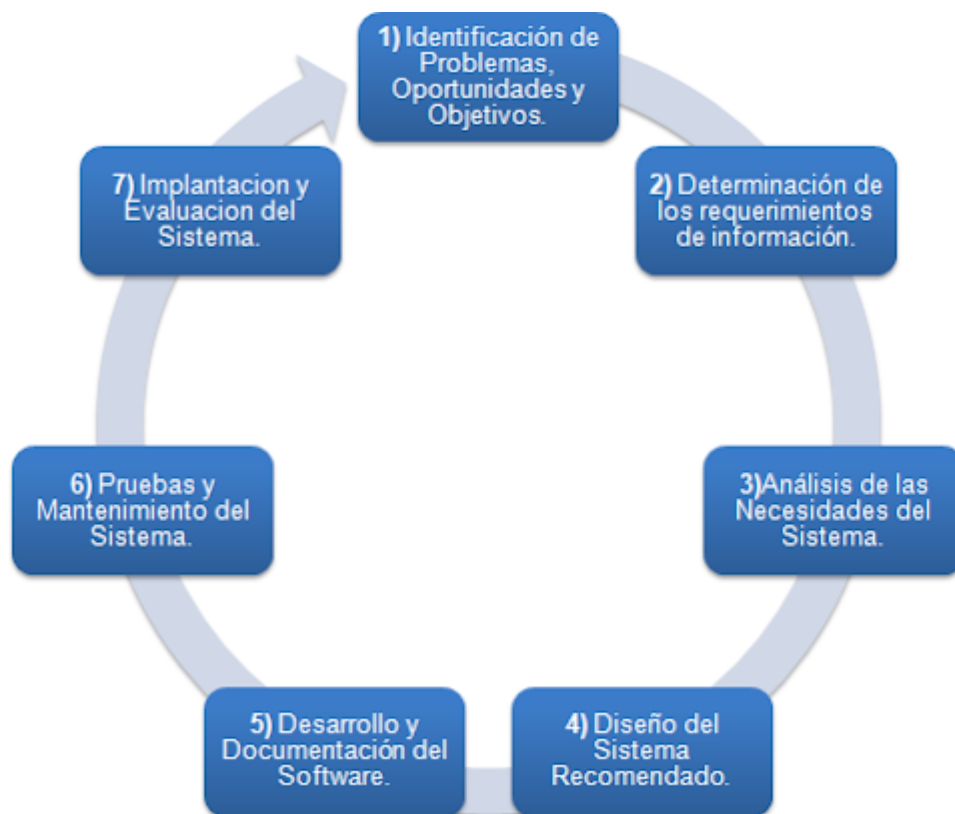 1) Identificación de
Problemas,
Oportunidades y
Objetivos.
2) Determinación de
los requerimientos
de información.
3)Análisis de las
Necesidades del
Sistema.
4) Diseño del
Sistema
Recomendado.
5) Desarrollo y
Documentación del
Software.
6) Pruebas y
Mantenimiento del
Sistema.
7) Implantacion y
Evaluacion del
Sistema.